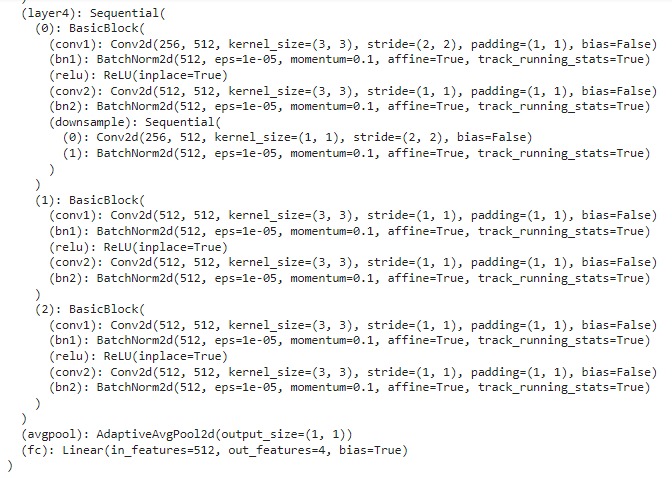 )
(layer4): Sequential(
(0): BasicBlock(
(conv1): Conv2d(256, 512, kernel_size=(3, 3), stride=(2, 2), padding=(1, 1), bias=False)
(bn1): BatchNorm2d(512, eps=1e-05, momentum=0.1, affine=True, track_running_stats=True)
(relu): ReLU(inplace=True)
(conv2): Conv2d(512, 512, kernel_size=(3, 3), stride=(1, 1), padding=(1, 1), bias=False)
(bn2): BatchNorm2d(512, eps=1e-05, momentum=0.1, affine=True, track_running_stats=True)
(downsample): Sequential(
(0): Conv2d(256, 512, kernel_size=(1, 1), stride=(2, 2), bias=False)
(1): BatchNorm2d(512, eps=1e-05, momentum=0.1, affine=True, track_running_stats=True)
)
)
(1): BasicBlock(
(conv1): Conv2d(512, 512, kernel_size=(3, 3), stride=(1, 1), padding=(1, 1), bias=False)
(bn1): BatchNorm2d(512, eps=1e-05, momentum=0.1, affine=True, track_running_stats=True)
(relu): ReLU(inplace=True)
(conv2): Conv2d(512, 512, kernel_size=(3, 3), stride=(1, 1), padding=(1, 1), bias=False)
(bn2): BatchNorm2d(512, eps=1e-05, momentum=0.1, affine=True, track_running_stats=True)
)
(2): BasicBlock(
(conv1): Conv2d(512, 512, kernel_size=(3, 3), stride=(1, 1), padding=(1, 1), bias=False)
(bn1): BatchNorm2d(512, eps=1e-05, momentum=0.1, affine=True, track_running_stats=True)
(relu): ReLU(inplace=True)
(conv2): Conv2d(512, 512, kernel_size=(3, 3), stride=(1, 1), padding=(1, 1), bias=False)
(bn2): BatchNorm2d(512, eps=1e-05, momentum=0.1, affine=True, track_running_stats=True)
)
)
(avgpool): AdaptiveAvgPool2d(output_size=(1, 1))
(fc): Linear(in_features=512, out_features=4, bias=True)
)